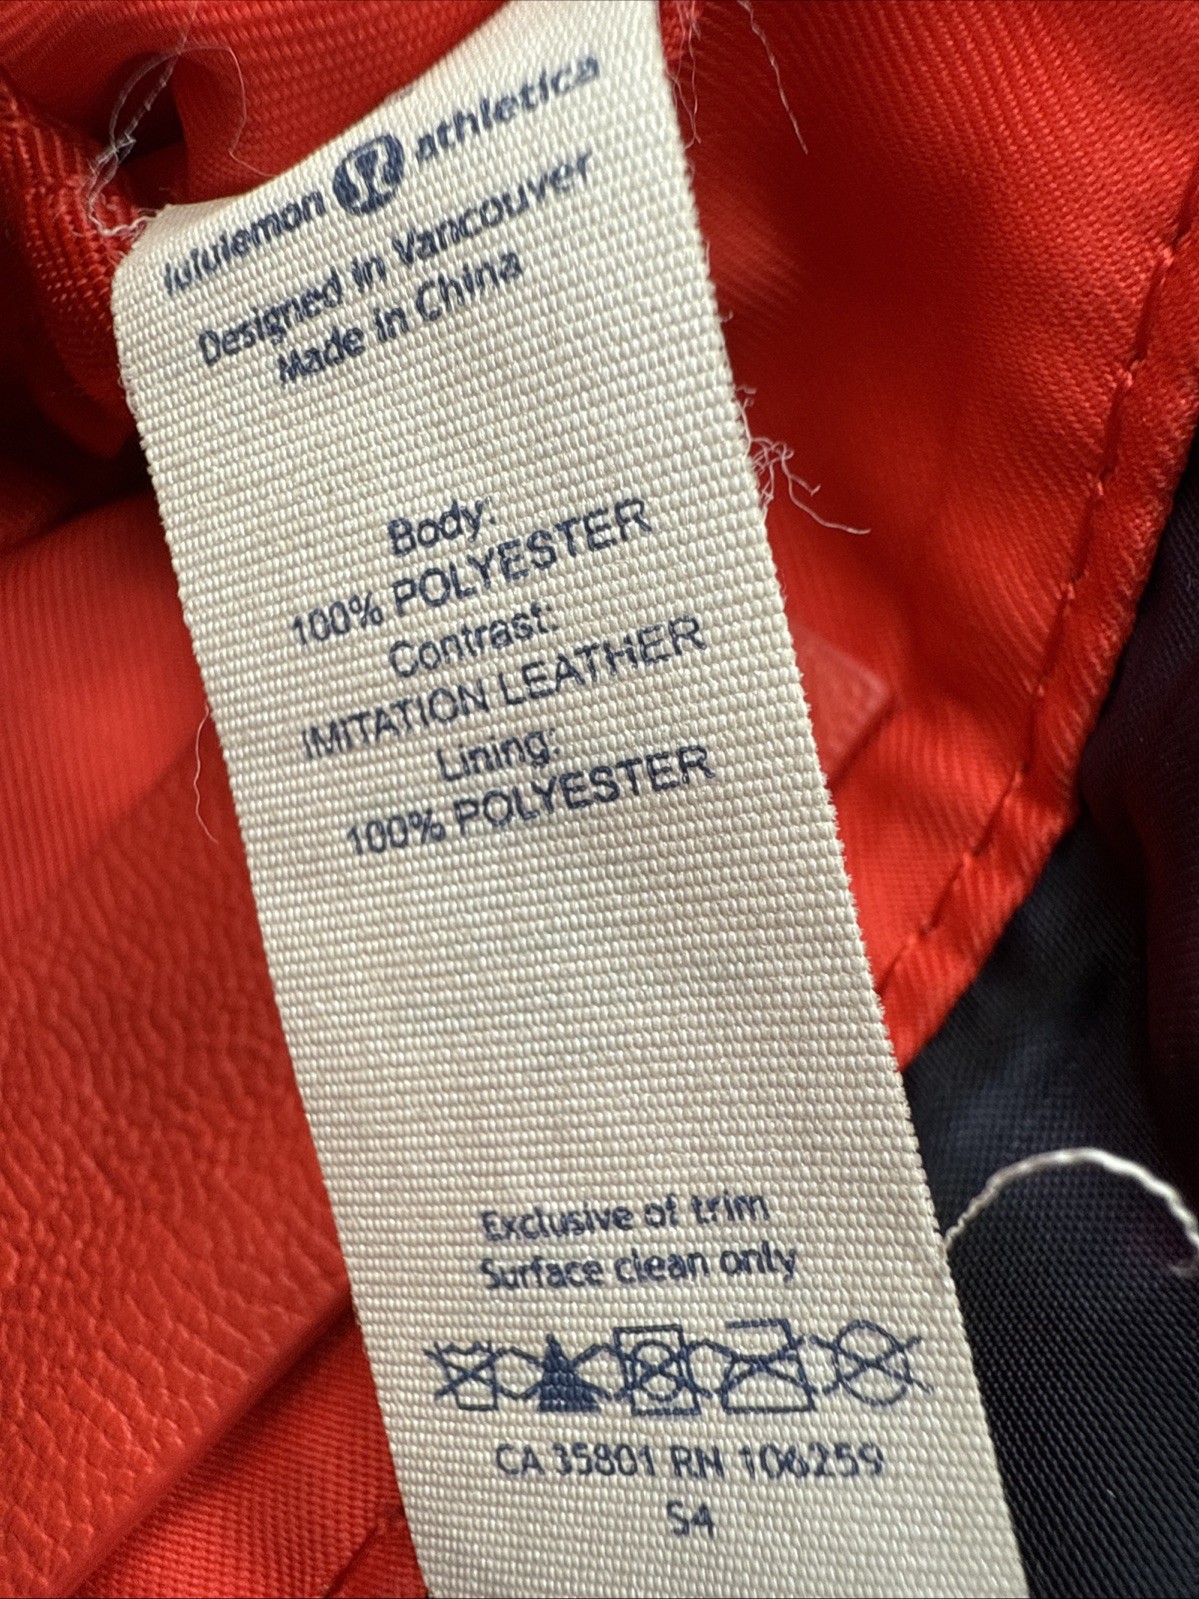 lululemon athletica
Designed in Vancouver
Made in China
Body:
100% POLYESTER
Contrast:
IMITATION LEATHER
Lining:
100% POLYESTER
Exclusive of trim
Surface clean only
CA 35801 RN 106259
S4